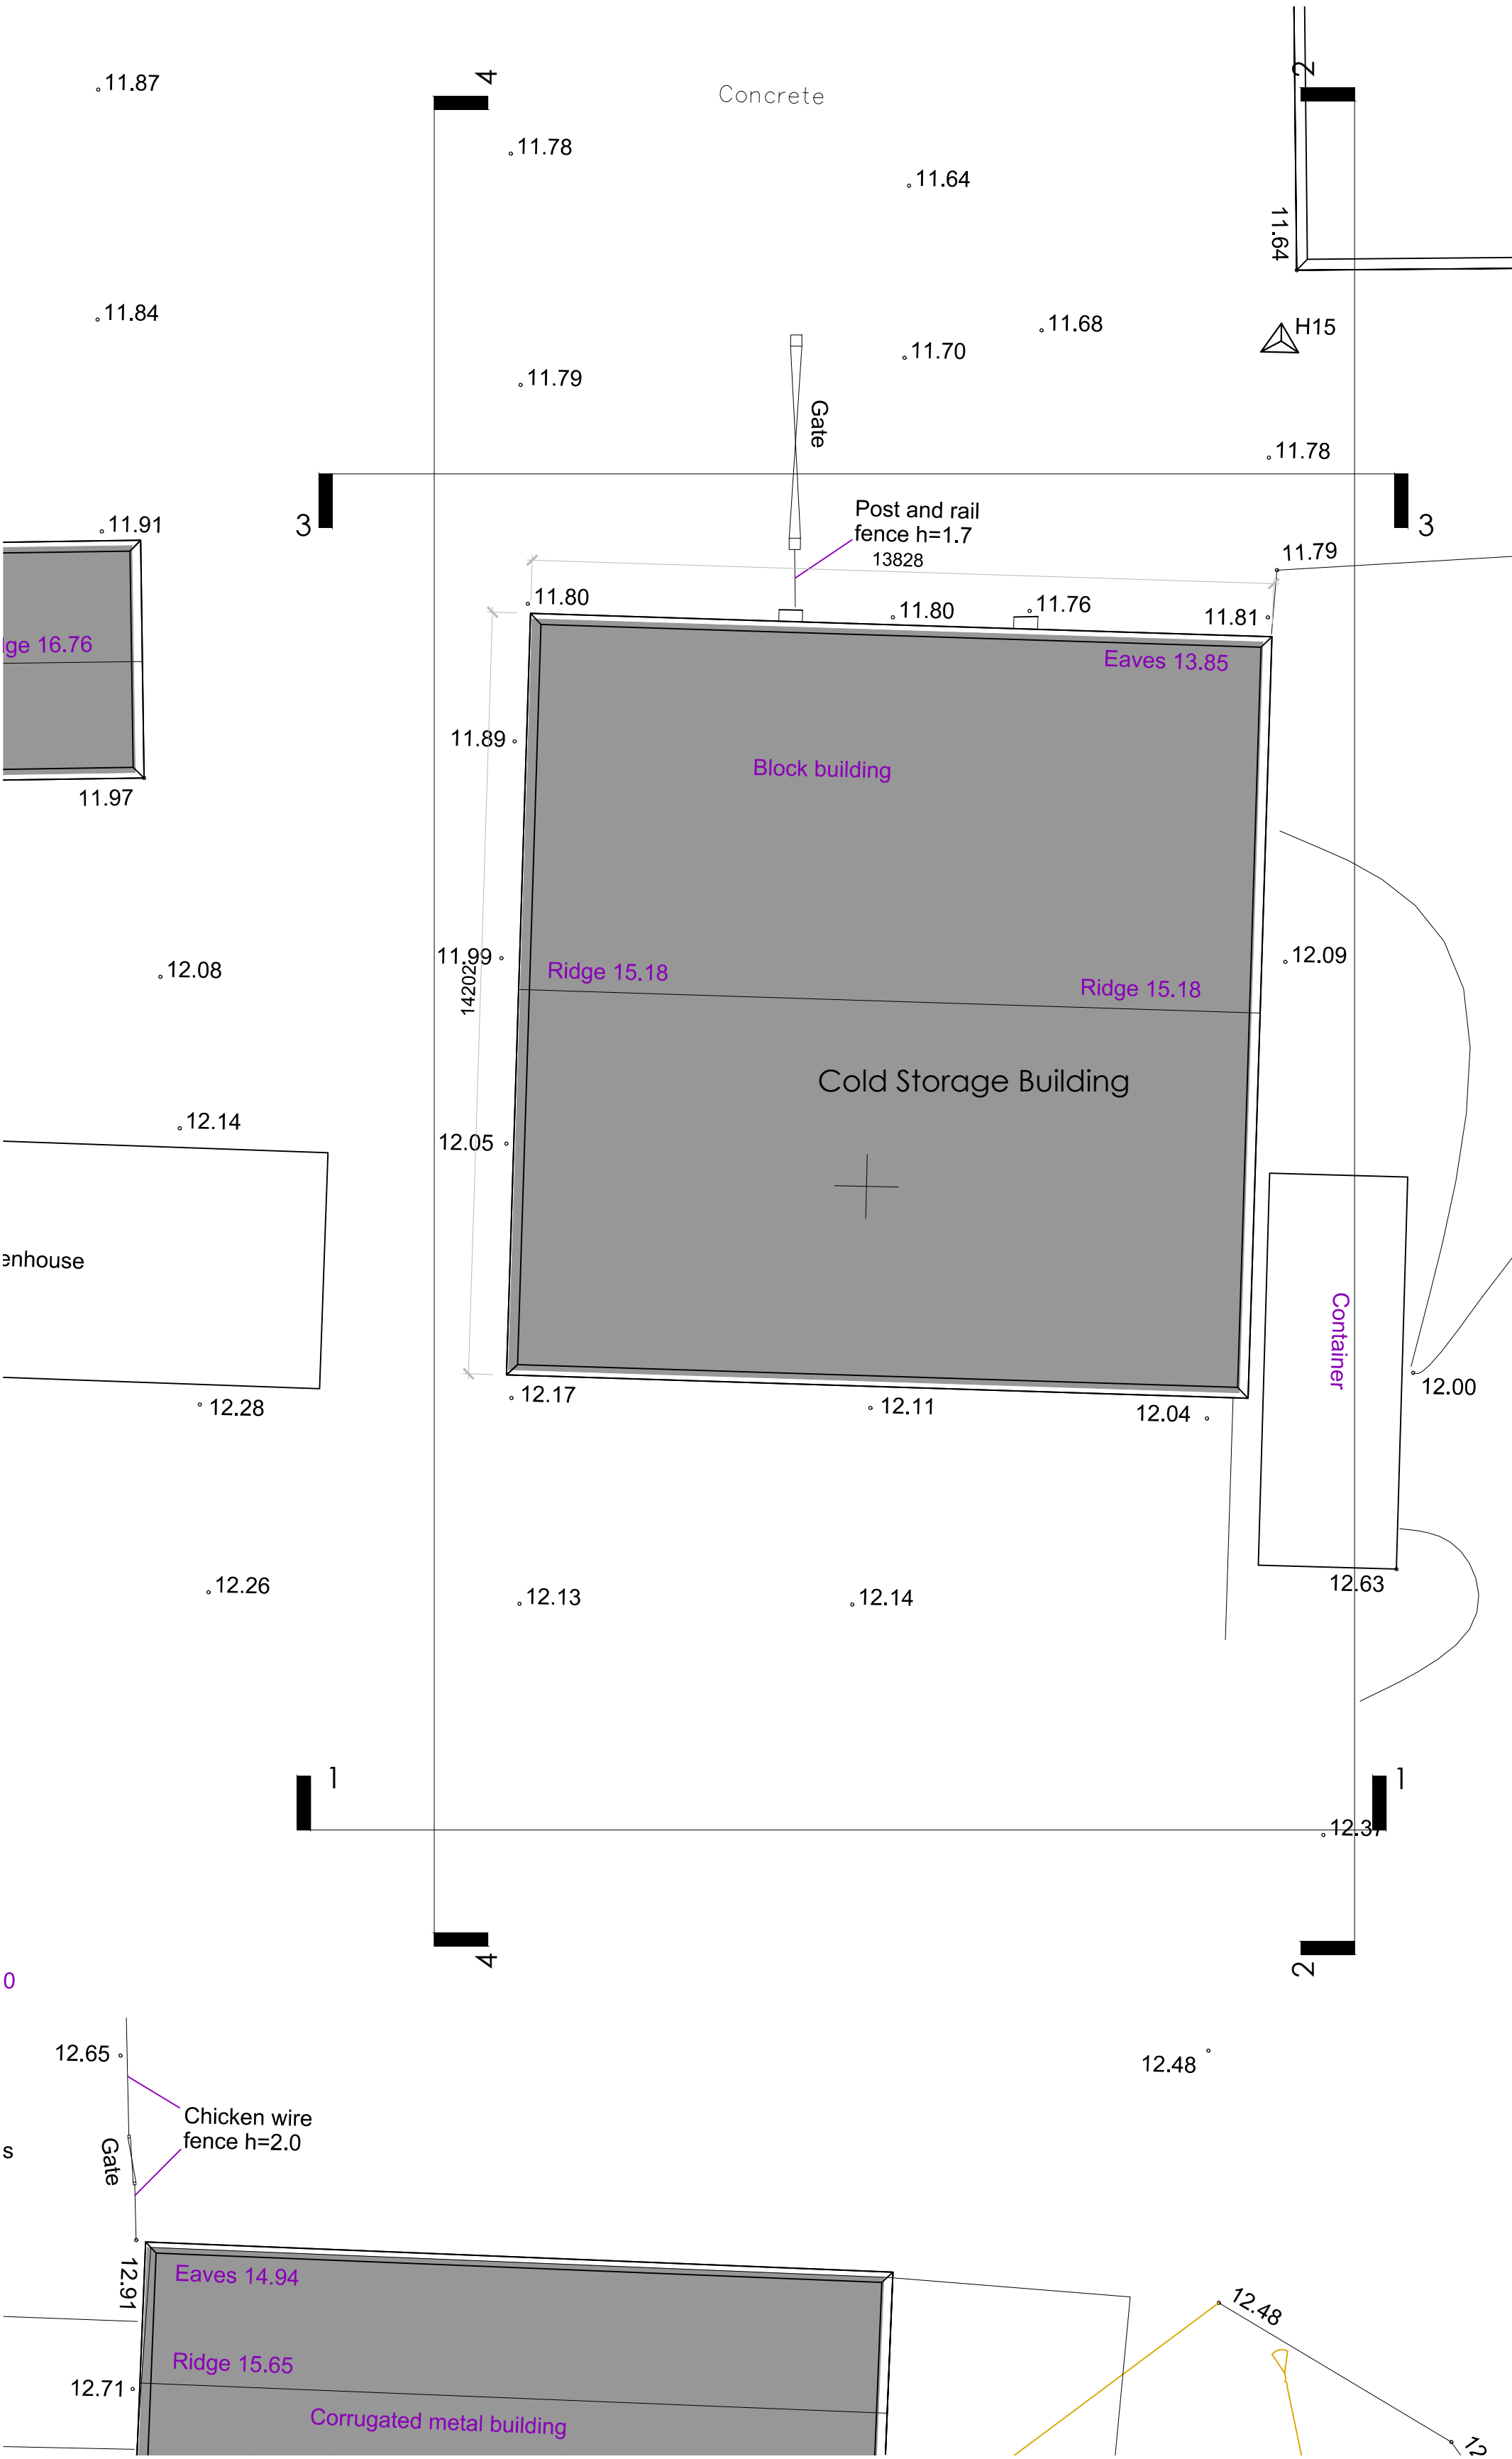 4
2
11.87
Concrete
11.78
11.64
11.64
11.84
11.68
H15
11.70
11.79
Gate
11.78
Post and rail
fence h=1.7
3
3
11.91
13828
11.79
11.80
11.80
11.76
11.81
16.76
Eaves 13.85
11.89
Block building
11.97
11.99
12.08
12.09
Ridge 15.18
Ridge 15.18
14202
Cold Storage Building
12.14
12.05
Container
12.00
12.28
12.17
12.11
12.04
12.26
12.13
12.14
12.63
1
1
12.37
4
2
0
12.65
12.48
Chicken wire
fence h=2.0
Gate
s
12.91
Eaves 14.94
12.48
Ridge 15.65
12.71
Corrugated metal building
12